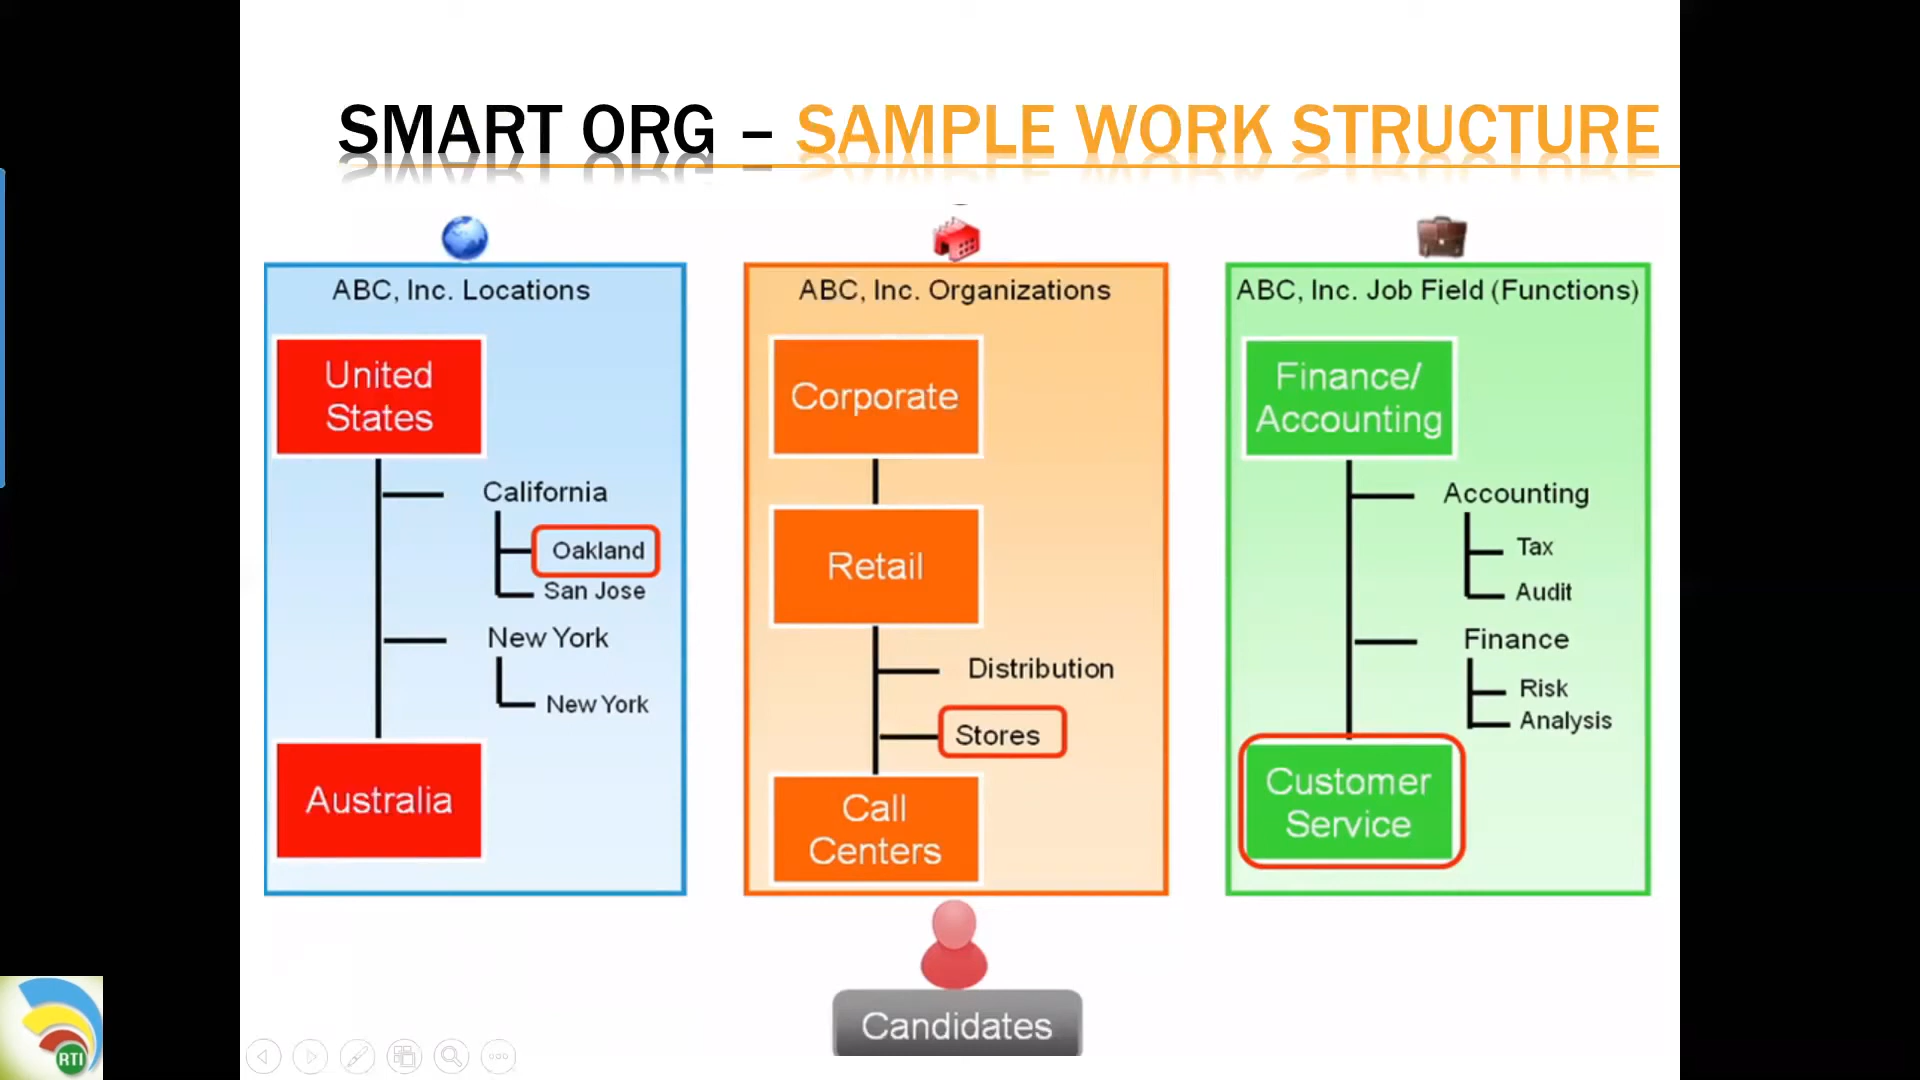 SMART ORG – SAMPLE WORK STRUCTURE
ABC, Inc. Locations
United
States
California
Oakland
San Jose
New York
New York
Australia
ABC, Inc. Organizations
Corporate
Retail
Distribution
Stores
Call
Centers
ABC, Inc. Job Field (Functions)
Finance/
Accounting
Accounting
Tax
Audit
Finance
Risk
Analysis
Customer
Service
Candidates
RTI